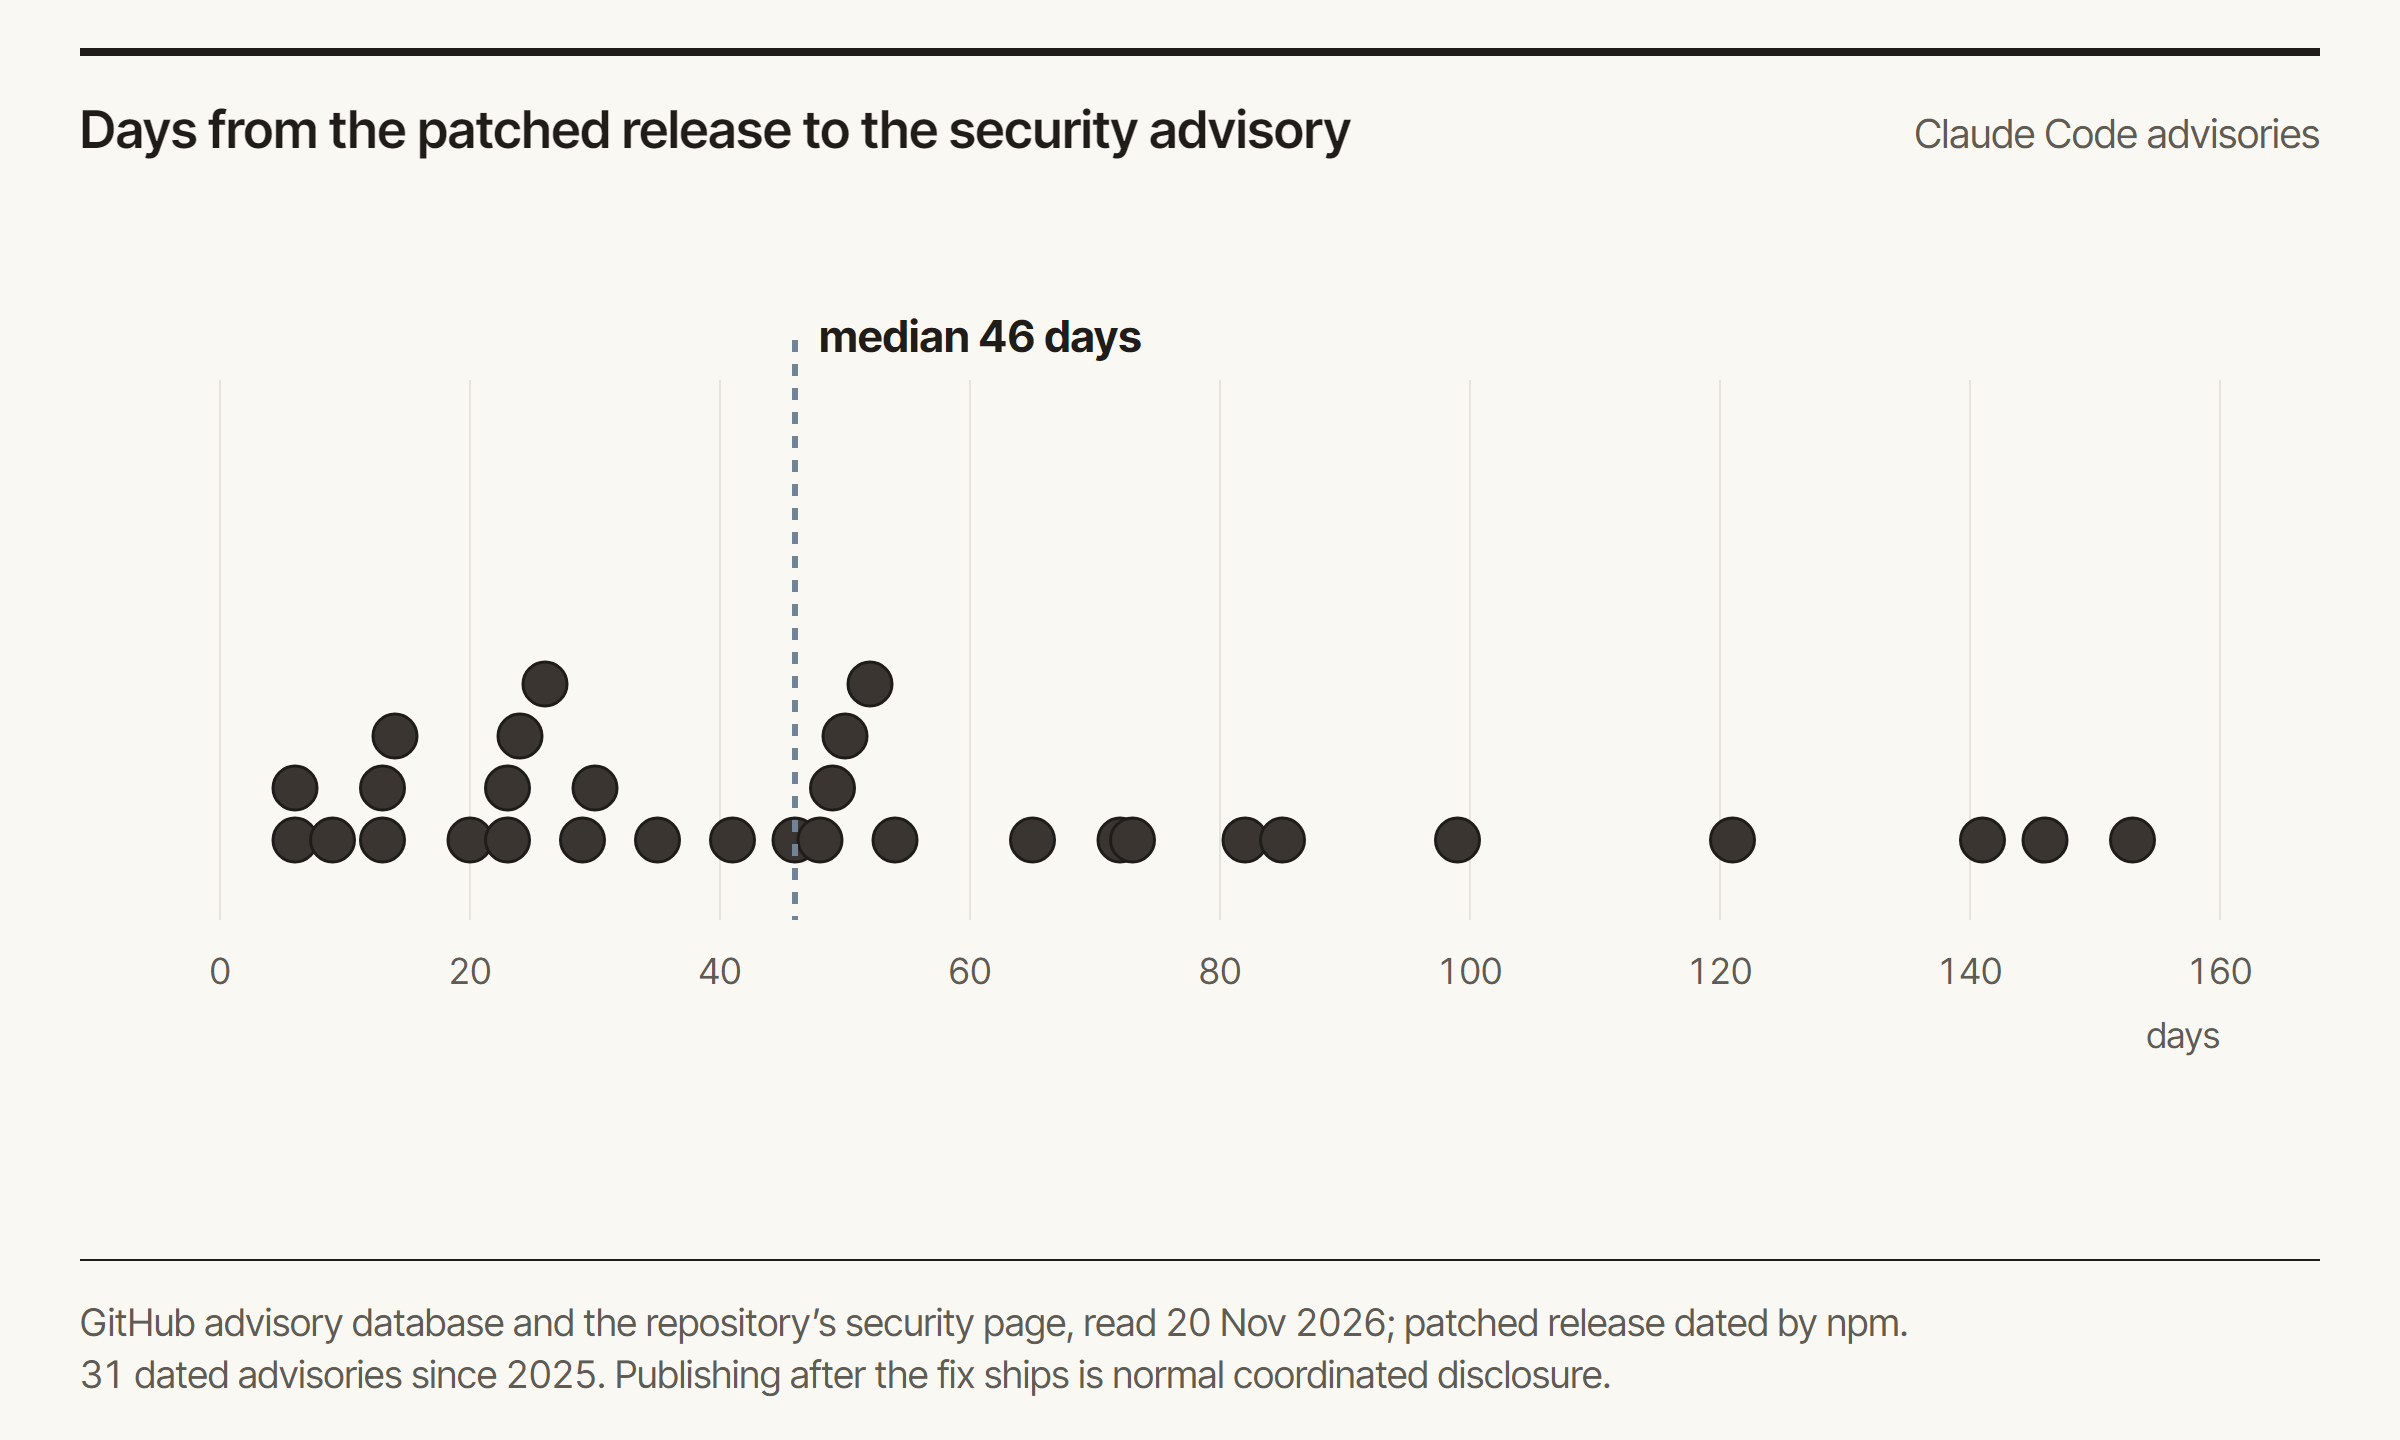 Days from the patched release to the security advisory
Claude Code advisories
median 46 days
0 20 40 60 80 100 120 140 160
days
GitHub advisory database and the repository’s security page, read 20 Nov 2026; patched release dated by npm.
31 dated advisories since 2025. Publishing after the fix ships is normal coordinated disclosure.